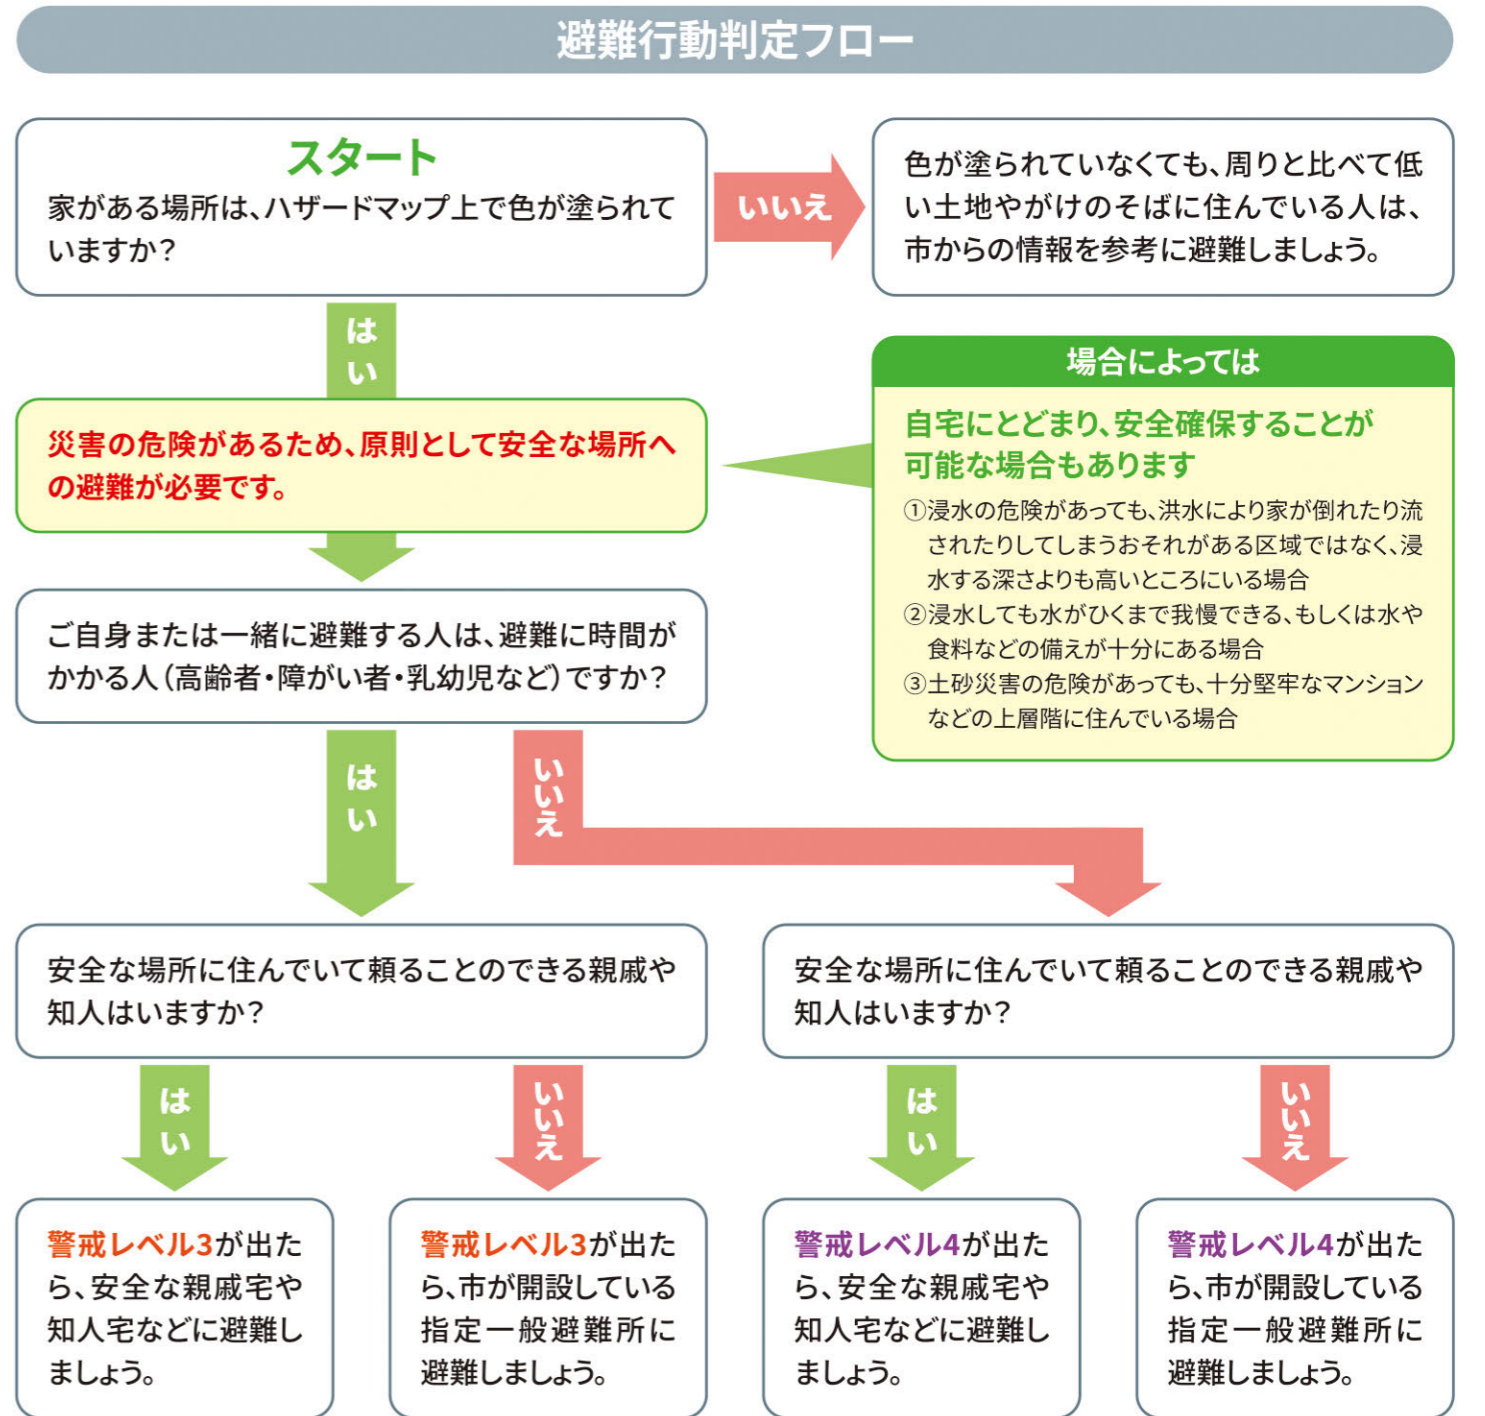 避難行動判定フロー
スタート
家がある場所は、ハザードマップ上で色が塗られて
いますか？
いいえ
色が塗られていなくても、周りと比べて低
い土地やがけのそばに住んでいる人は、
市からの情報を参考に避難しましょう。
はい
災害の危険があるため、原則として安全な場所へ
の避難が必要です。
場合によっては
自宅にとどまり、安全確保することが
可能な場合もあります
①浸水の危険があっても、洪水により家が倒れたり流
されたりしてしまうおそれがある区域ではなく、浸
水する深さよりも高いところにいる場合
②浸水しても水がひくまで我慢できる、もしくは水や
食料などの備えが十分にある場合
③土砂災害の危険があっても、十分堅牢なマンション
などの上層階に住んでいる場合
ご自身または一緒に避難する人は、避難に時間が
かかる人（高齢者・障がい者・乳幼児など）ですか？
はい
いいえ
安全な場所に住んでいて頼ることのできる親戚や
知人はいますか？
安全な場所に住んでいて頼ることのできる親戚や
知人はいますか？
はい
いいえ
はい
いいえ
警戒レベル3が出た
ら、安全な親戚宅や
知人宅などに避難し
ましょう。
警戒レベル3が出た
ら、市が開設している
指定一般避難所に
避難しましょう。
警戒レベル4が出た
ら、安全な親戚宅や
知人宅などに避難し
ましょう。
警戒レベル4が出た
ら、市が開設している
指定一般避難所に
避難しましょう。